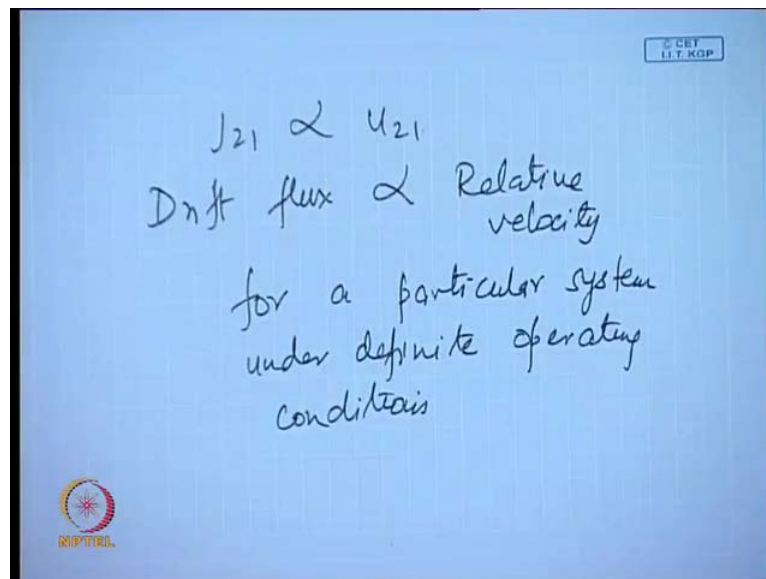 © CET
I.I.T. KGP
J21 ∝ u21
Drift flux ∝ Relative
velocity
for a particular system
under definite operating
conditions
NPTEL